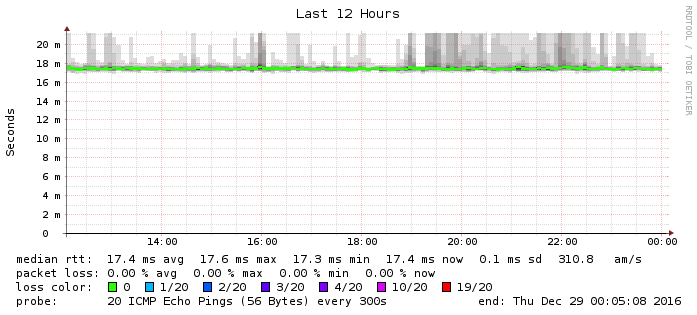 Last 12 Hours
RRDTOOL / TOBI OETIKER
Seconds
20 m
18 m
16 m
14 m
12 m
10 m
8 m
6 m
4 m
2 m
0
14:00 16:00 18:00 20:00 22:00 00:00
median rtt: 17.4 ms avg 17.6 ms max 17.3 ms min 17.4 ms now 0.1 ms sd 310.8 am/s
packet loss: 0.00 % avg 0.00 % max 0.00 % min 0.00 % now
loss color: 0 1/20 2/20 3/20 4/20 10/20 19/20
probe: 20 ICMP Echo Pings (56 Bytes) every 300s end: Thu Dec 29 00:05:08 2016